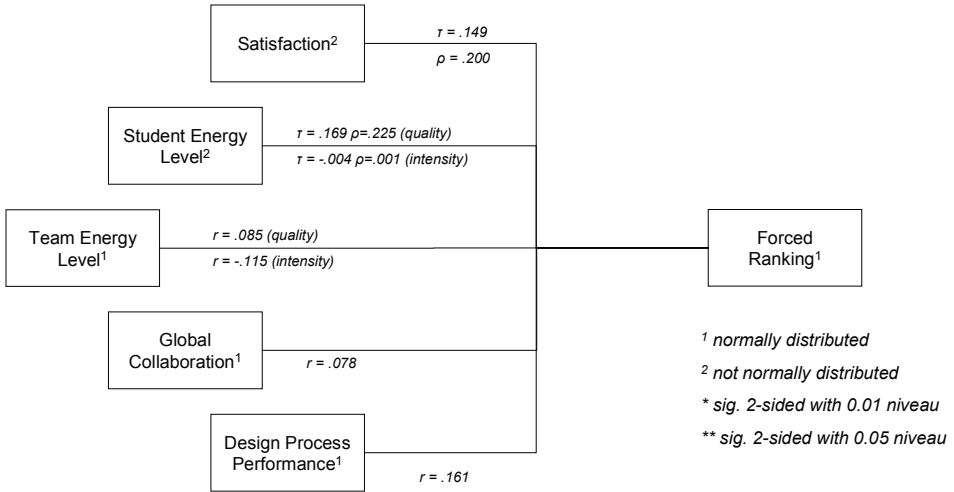 Satisfaction²
τ = .149
ρ = .200
Student Energy
Level²
τ = .169 ρ=.225 (quality)
τ = -.004 ρ=.001 (intensity)
Team Energy
Level¹
r = .085 (quality)
r = -.115 (intensity)
Forced
Ranking¹
Global
Collaboration¹
r = .078
Design Process
Performance¹
r = .161
¹ normally distributed
² not normally distributed
* sig. 2-sided with 0.01 niveau
** sig. 2-sided with 0.05 niveau